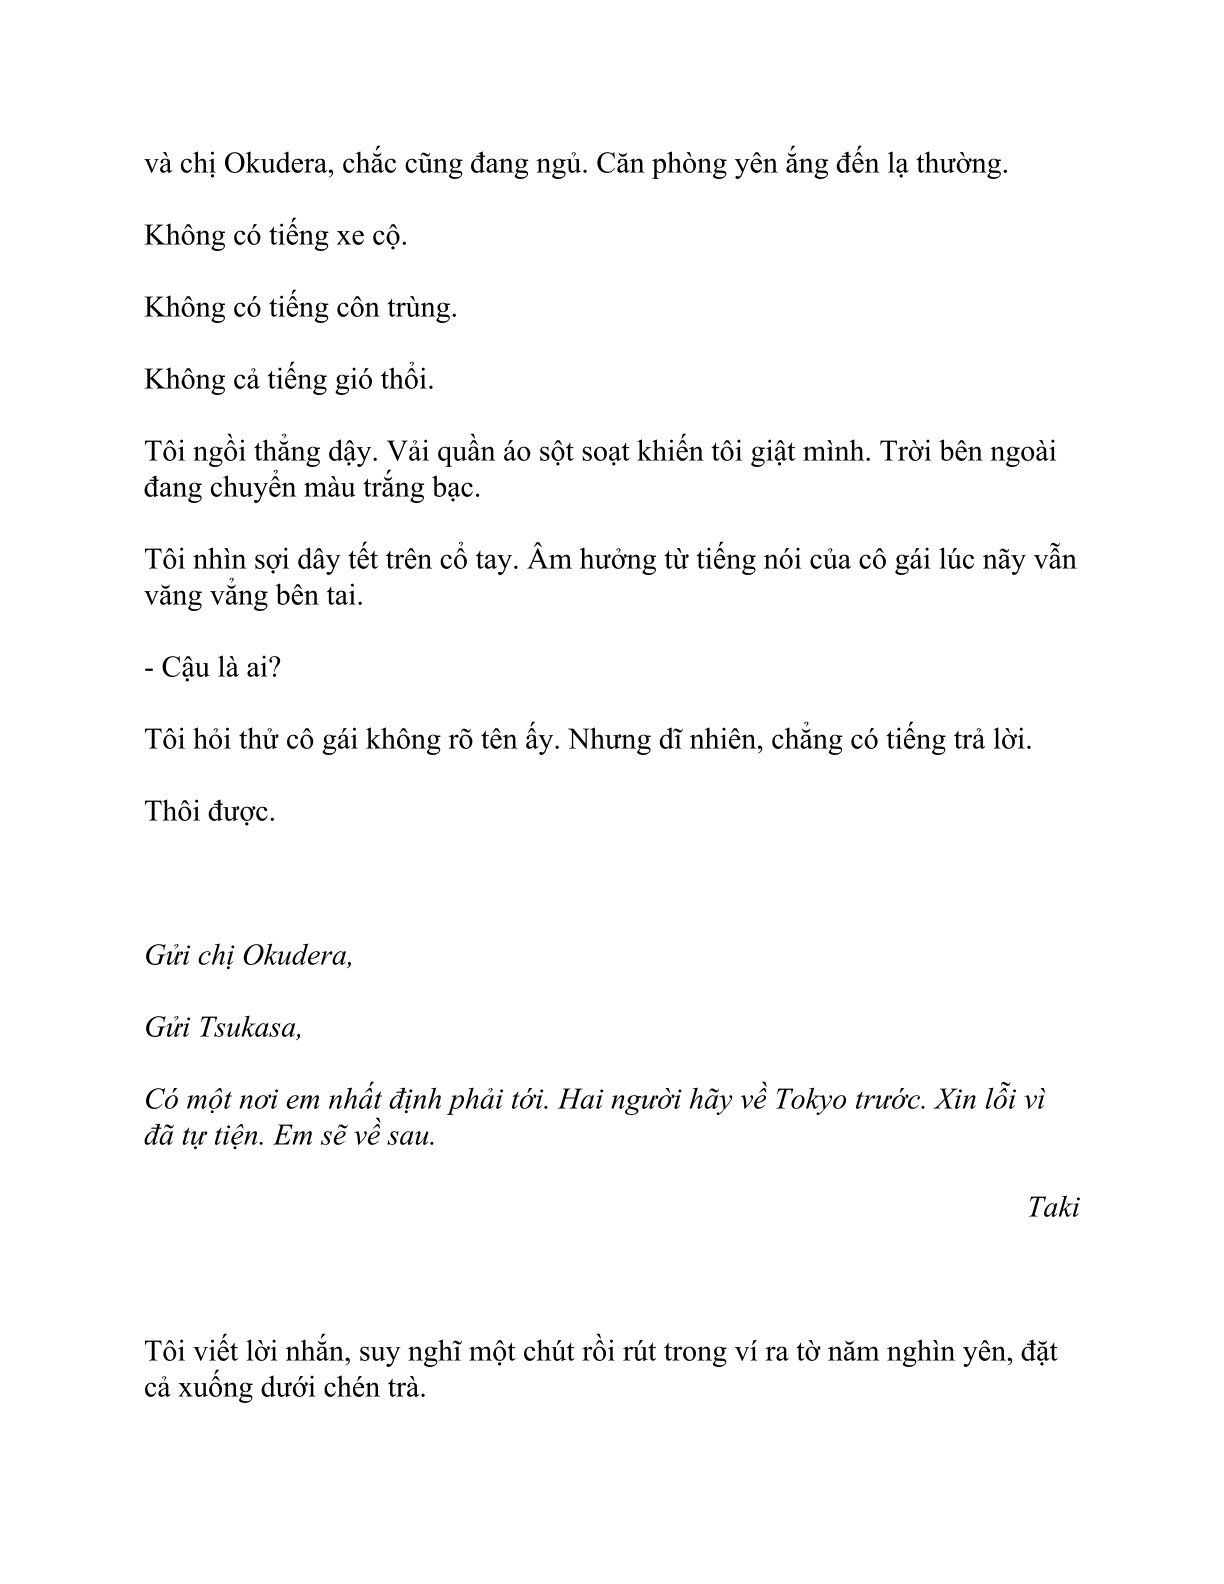 và chị Okudera, chắc cũng đang ngủ. Căn phòng yên ắng đến lạ thường.
Không có tiếng xe cộ.
Không có tiếng côn trùng.
Không cả tiếng gió thổi.
Tôi ngồi thẳng dậy. Vải quần áo sột soạt khiến tôi giật mình. Trời bên ngoài
đang chuyển màu trắng bạc.
Tôi nhìn sợi dây tết trên cổ tay. Âm hưởng từ tiếng nói của cô gái lúc nãy vẫn
văng vẳng bên tai.
- Cậu là ai?
Tôi hỏi thử cô gái không rõ tên ấy. Nhưng dĩ nhiên, chẳng có tiếng trả lời.
Thôi được.
Gửi chị Okudera,
Gửi Tsukasa,
Có một nơi em nhất định phải tới. Hai người hãy về Tokyo trước. Xin lỗi vì
đã tự tiện. Em sẽ về sau.
Taki
Tôi viết lời nhắn, suy nghĩ một chút rồi rút trong ví ra tờ năm nghìn yên, đặt
cả xuống dưới chén trà.